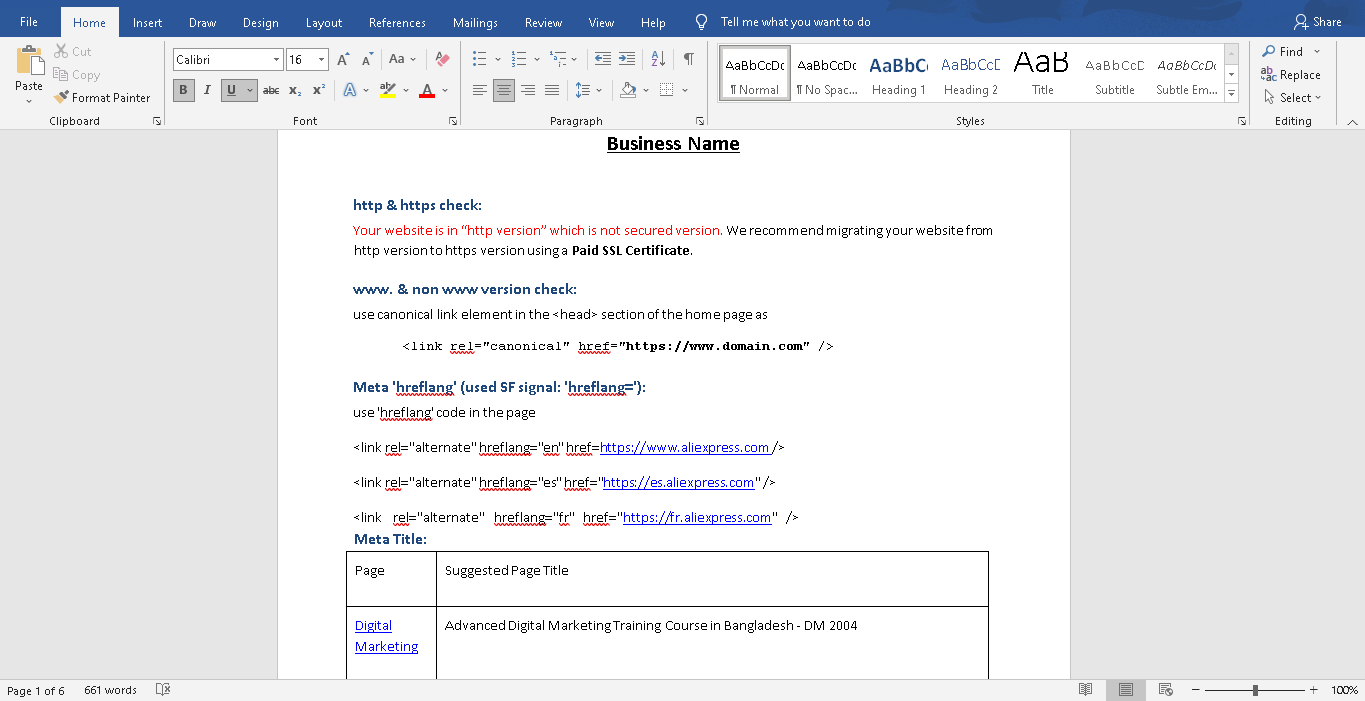 File Home Insert Draw Design Layout References Mailings Review View Help Tell me what you want to do Share
Paste
Cut
Copy
Format Painter
Clipboard
Calibri 16 Aa
B I U abc x₂ x² A ab A
Font
Paragraph
AaBbCcDc AaBbCcDc AaBbC AaBbCcD AaB AaBbCcD AaBbCcDc
¶ Normal ¶ No Spac... Heading 1 Heading 2 Title Subtitle Subtle Em...
Styles
Find
Replace
Select
Editing
Business Name
http & https check:
Your website is in “http version” which is not secured version. We recommend migrating your website from
http version to https version using a Paid SSL Certificate.
www. & non www version check:
use canonical link element in the <head> section of the home page as
<link rel="canonical" href="https://www.domain.com" />
Meta 'hreflang' (used SF signal: 'hreflang='):
use 'hreflang' code in the page
<link rel="alternate" hreflang="en" href=https://www.aliexpress.com />
<link rel="alternate" hreflang="es" href="https://es.aliexpress.com" />
<link rel="alternate" hreflang="fr" href="https://fr.aliexpress.com" />
Meta Title:
Page Suggested Page Title
Digital Advanced Digital Marketing Training Course in Bangladesh - DM 2004
Marketing
Page 1 of 6 661 words 100%